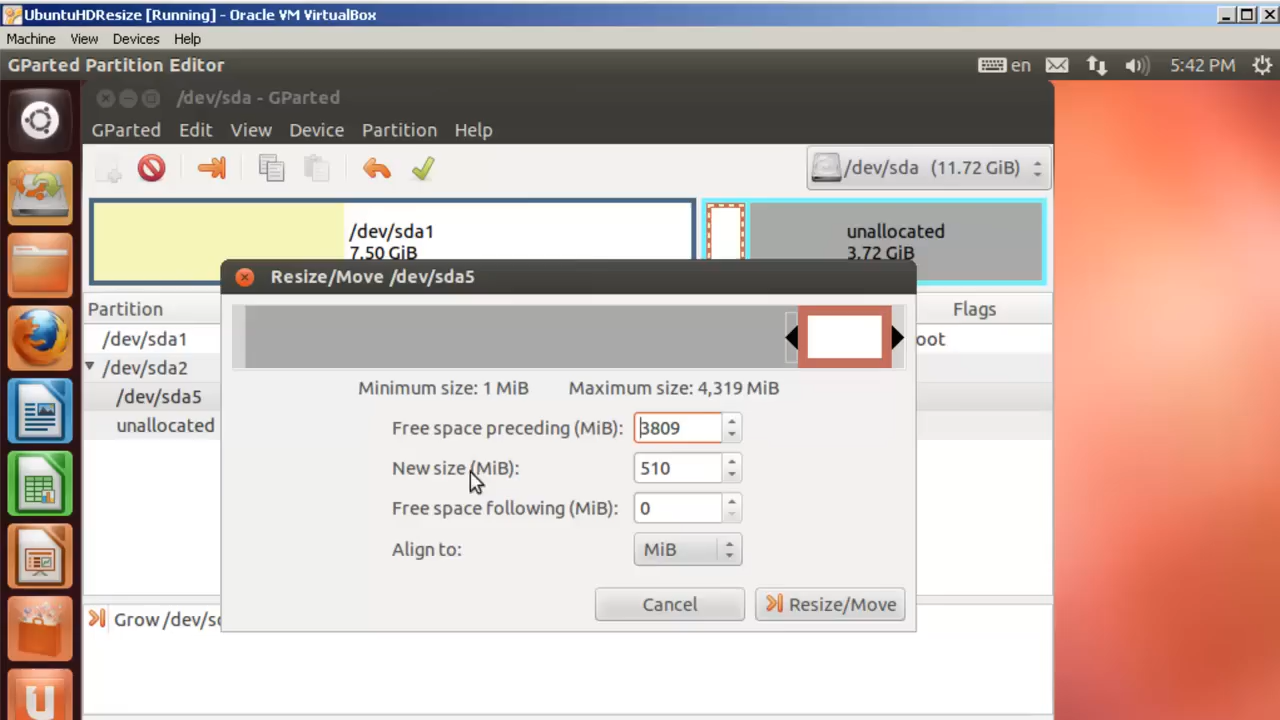 UbuntuHDResize [Running] - Oracle VM VirtualBox
Machine View Devices Help
GParted Partition Editor en 5:42 PM
/dev/sda - GParted
GParted Edit View Device Partition Help
/dev/sda (11.72 GiB)
/dev/sda1
7.50 GiB
unallocated
3.72 GiB
Resize/Move /dev/sda5
Partition
Flags
/dev/sda1
oot
/dev/sda2
/dev/sda5
unallocated
Minimum size: 1 MiB Maximum size: 4,319 MiB
Free space preceding (MiB): 3809
New size (MiB): 510
Free space following (MiB): 0
Align to: MiB
Cancel Resize/Move
Grow /dev/s